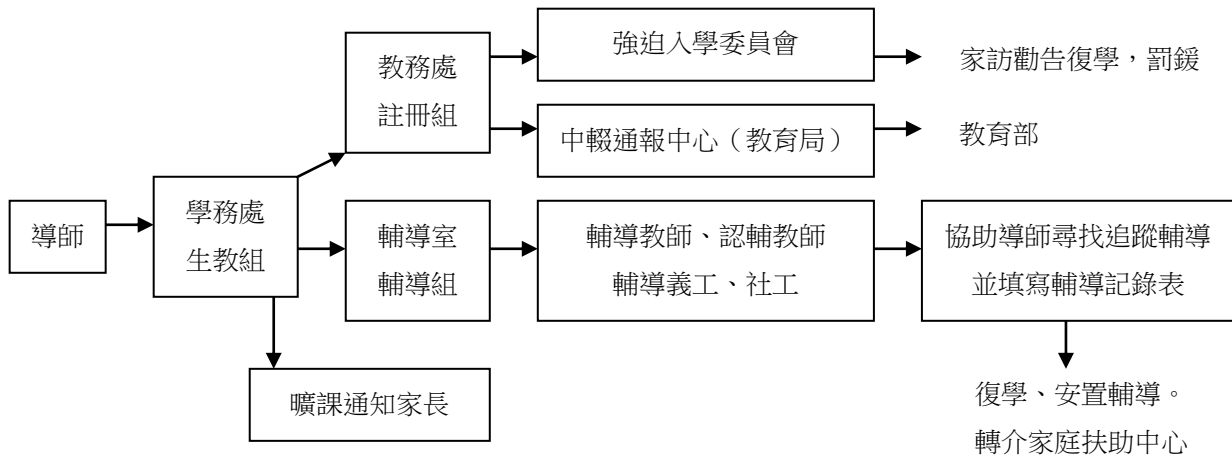 導師
學務處
生教組
教務處
註冊組
強迫入學委員會
家訪勸告復學，罰鍰
中輟通報中心（教育局）
教育部
輔導室
輔導組
輔導教師、認輔教師
輔導義工、社工
協助導師尋找追蹤輔導
並填寫輔導記錄表
曠課通知家長
復學、安置輔導。
轉介家庭扶助中心